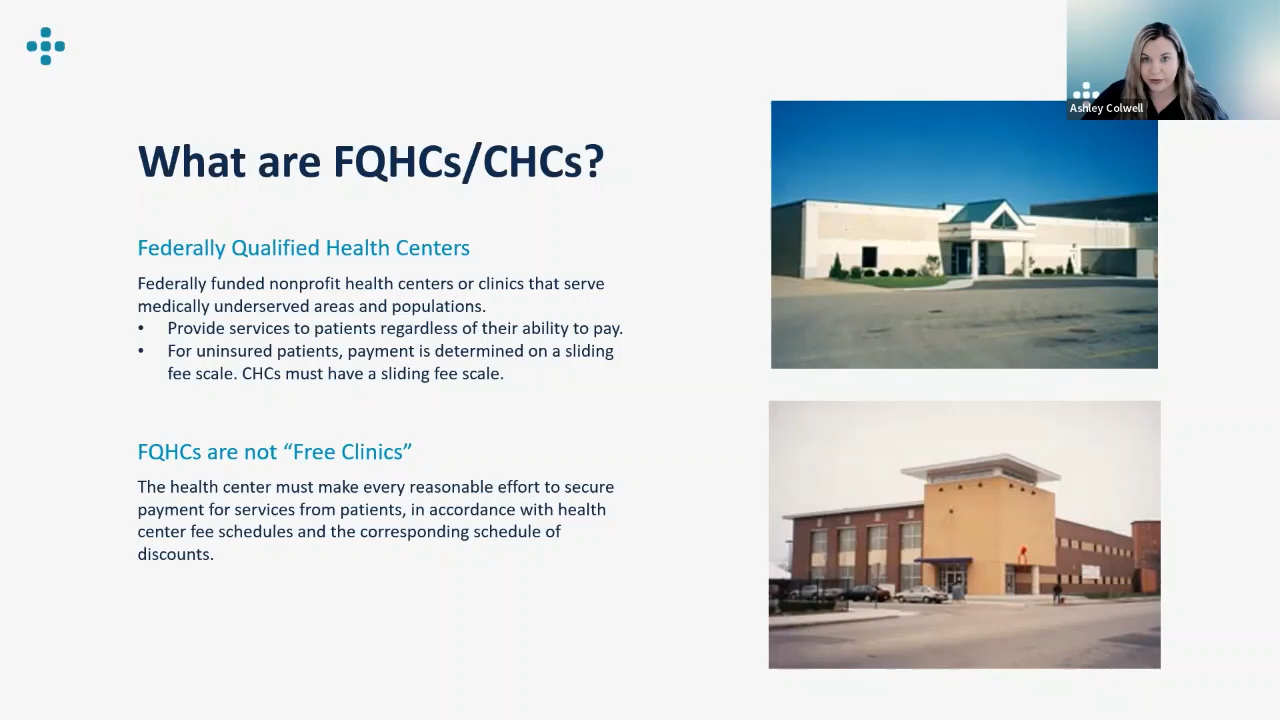 Ashley Colwell
What are FQHCs/CHCs?
Federally Qualified Health Centers
Federally funded nonprofit health centers or clinics that serve
medically underserved areas and populations.
• Provide services to patients regardless of their ability to pay.
• For uninsured patients, payment is determined on a sliding
fee scale. CHCs must have a sliding fee scale.
FQHCs are not “Free Clinics”
The health center must make every reasonable effort to secure
payment for services from patients, in accordance with health
center fee schedules and the corresponding schedule of
discounts.